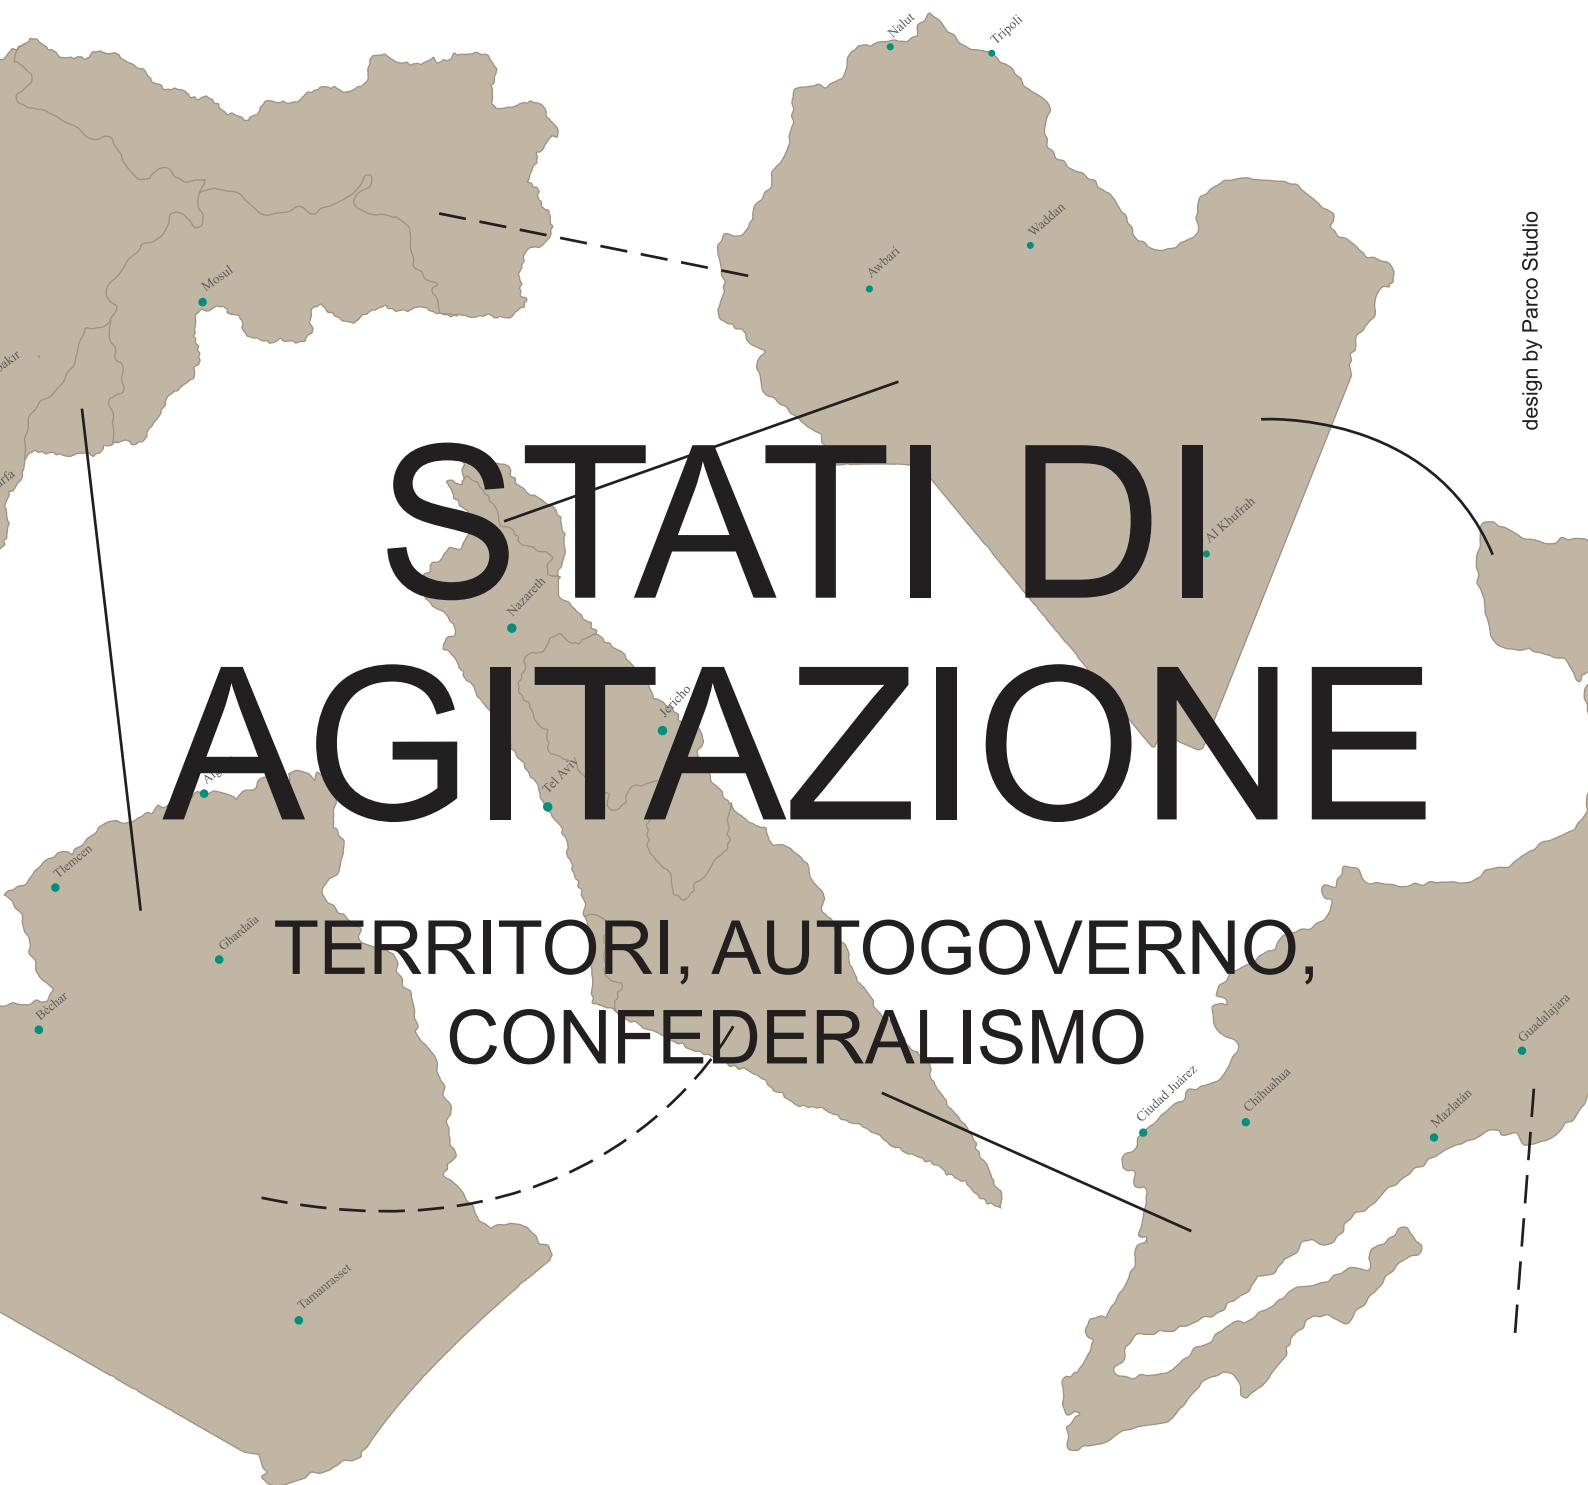 Nalut
Tripoli
design by Parco Studio
Waddan
Awbari
Mosul
Al Khufrah
STATI DI
Nazareth
Jericho
AGITAZIONE
Tel Aviv
Tlemcen
Ghardaïa
TERRITORI, AUTOGOVERNO,
Béchar
CONFEDERALISMO
Guadalajara
Ciudad Juárez
Chihuahua
Mazlatán
Tamanrasset